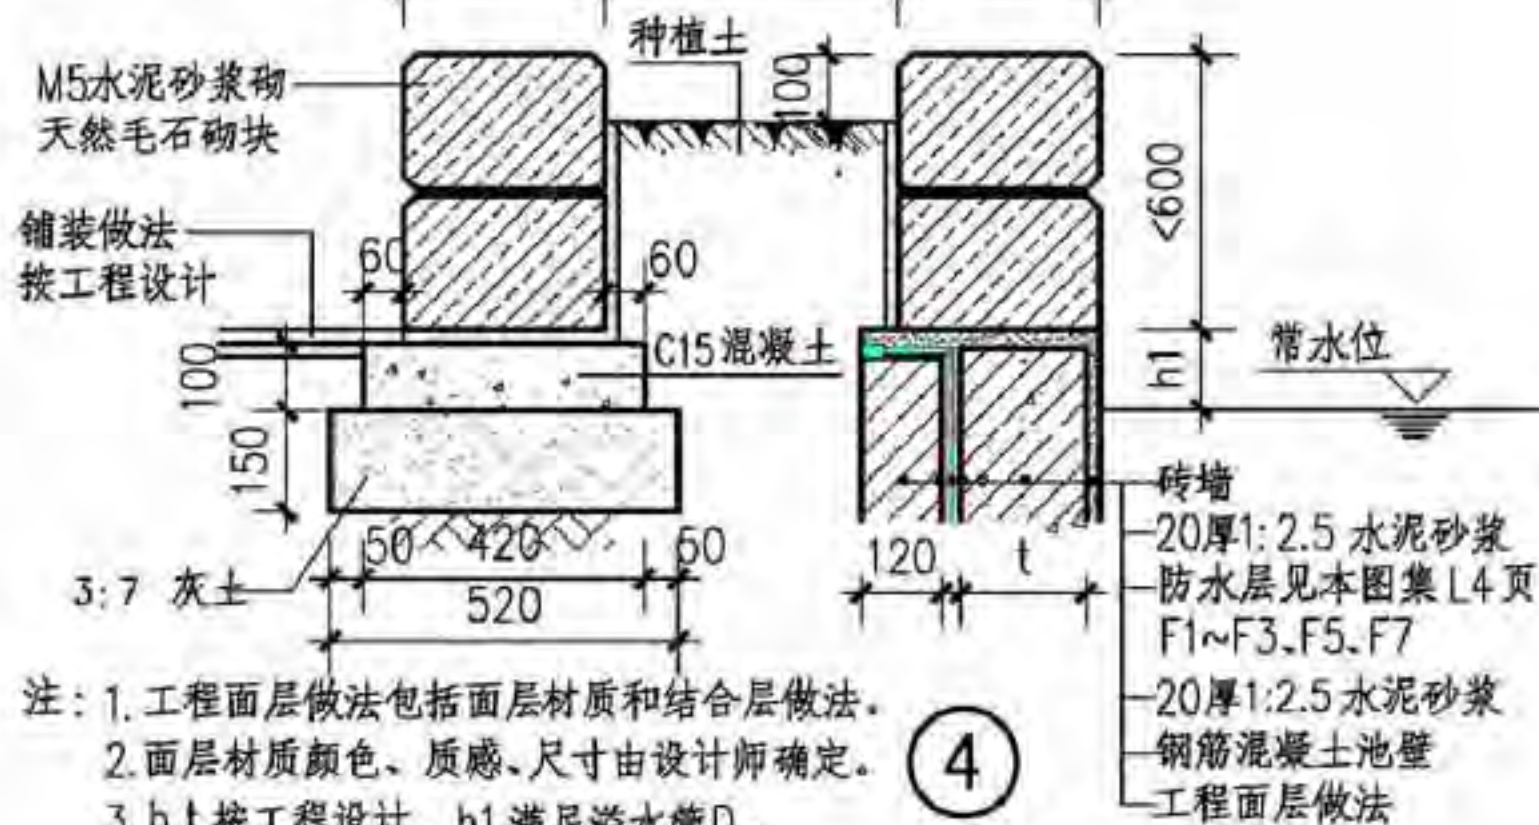 M5水泥砂浆砌
天然毛石砌块
种植土
100
<600
铺装做法
按工程设计
60
60
100
C15混凝土
h1
常水位
150
50 420 50
520
3:7 灰土
120 t
砖墙
20厚1:2.5 水泥砂浆
防水层见本图集L4页
F1~F3、F5、F7
20厚1:2.5水泥砂浆
钢筋混凝土池壁
工程面层做法
注: 1. 工程面层做法包括面层材质和结合层做法。
2. 面层材质颜色、质感、尺寸由设计师确定。
4